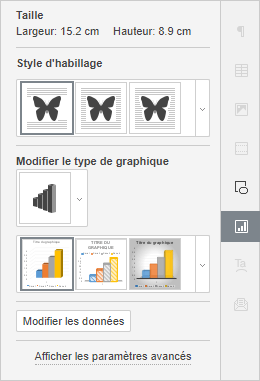 Taille
Largeur: 15.2 cm Hauteur: 8.9 cm
Style d'habillage
Modifier le type de graphique
Titre du graphique
TITRE DU GRAPHIQUE
Titre du graphique
Modifier les données
Afficher les paramètres avancés